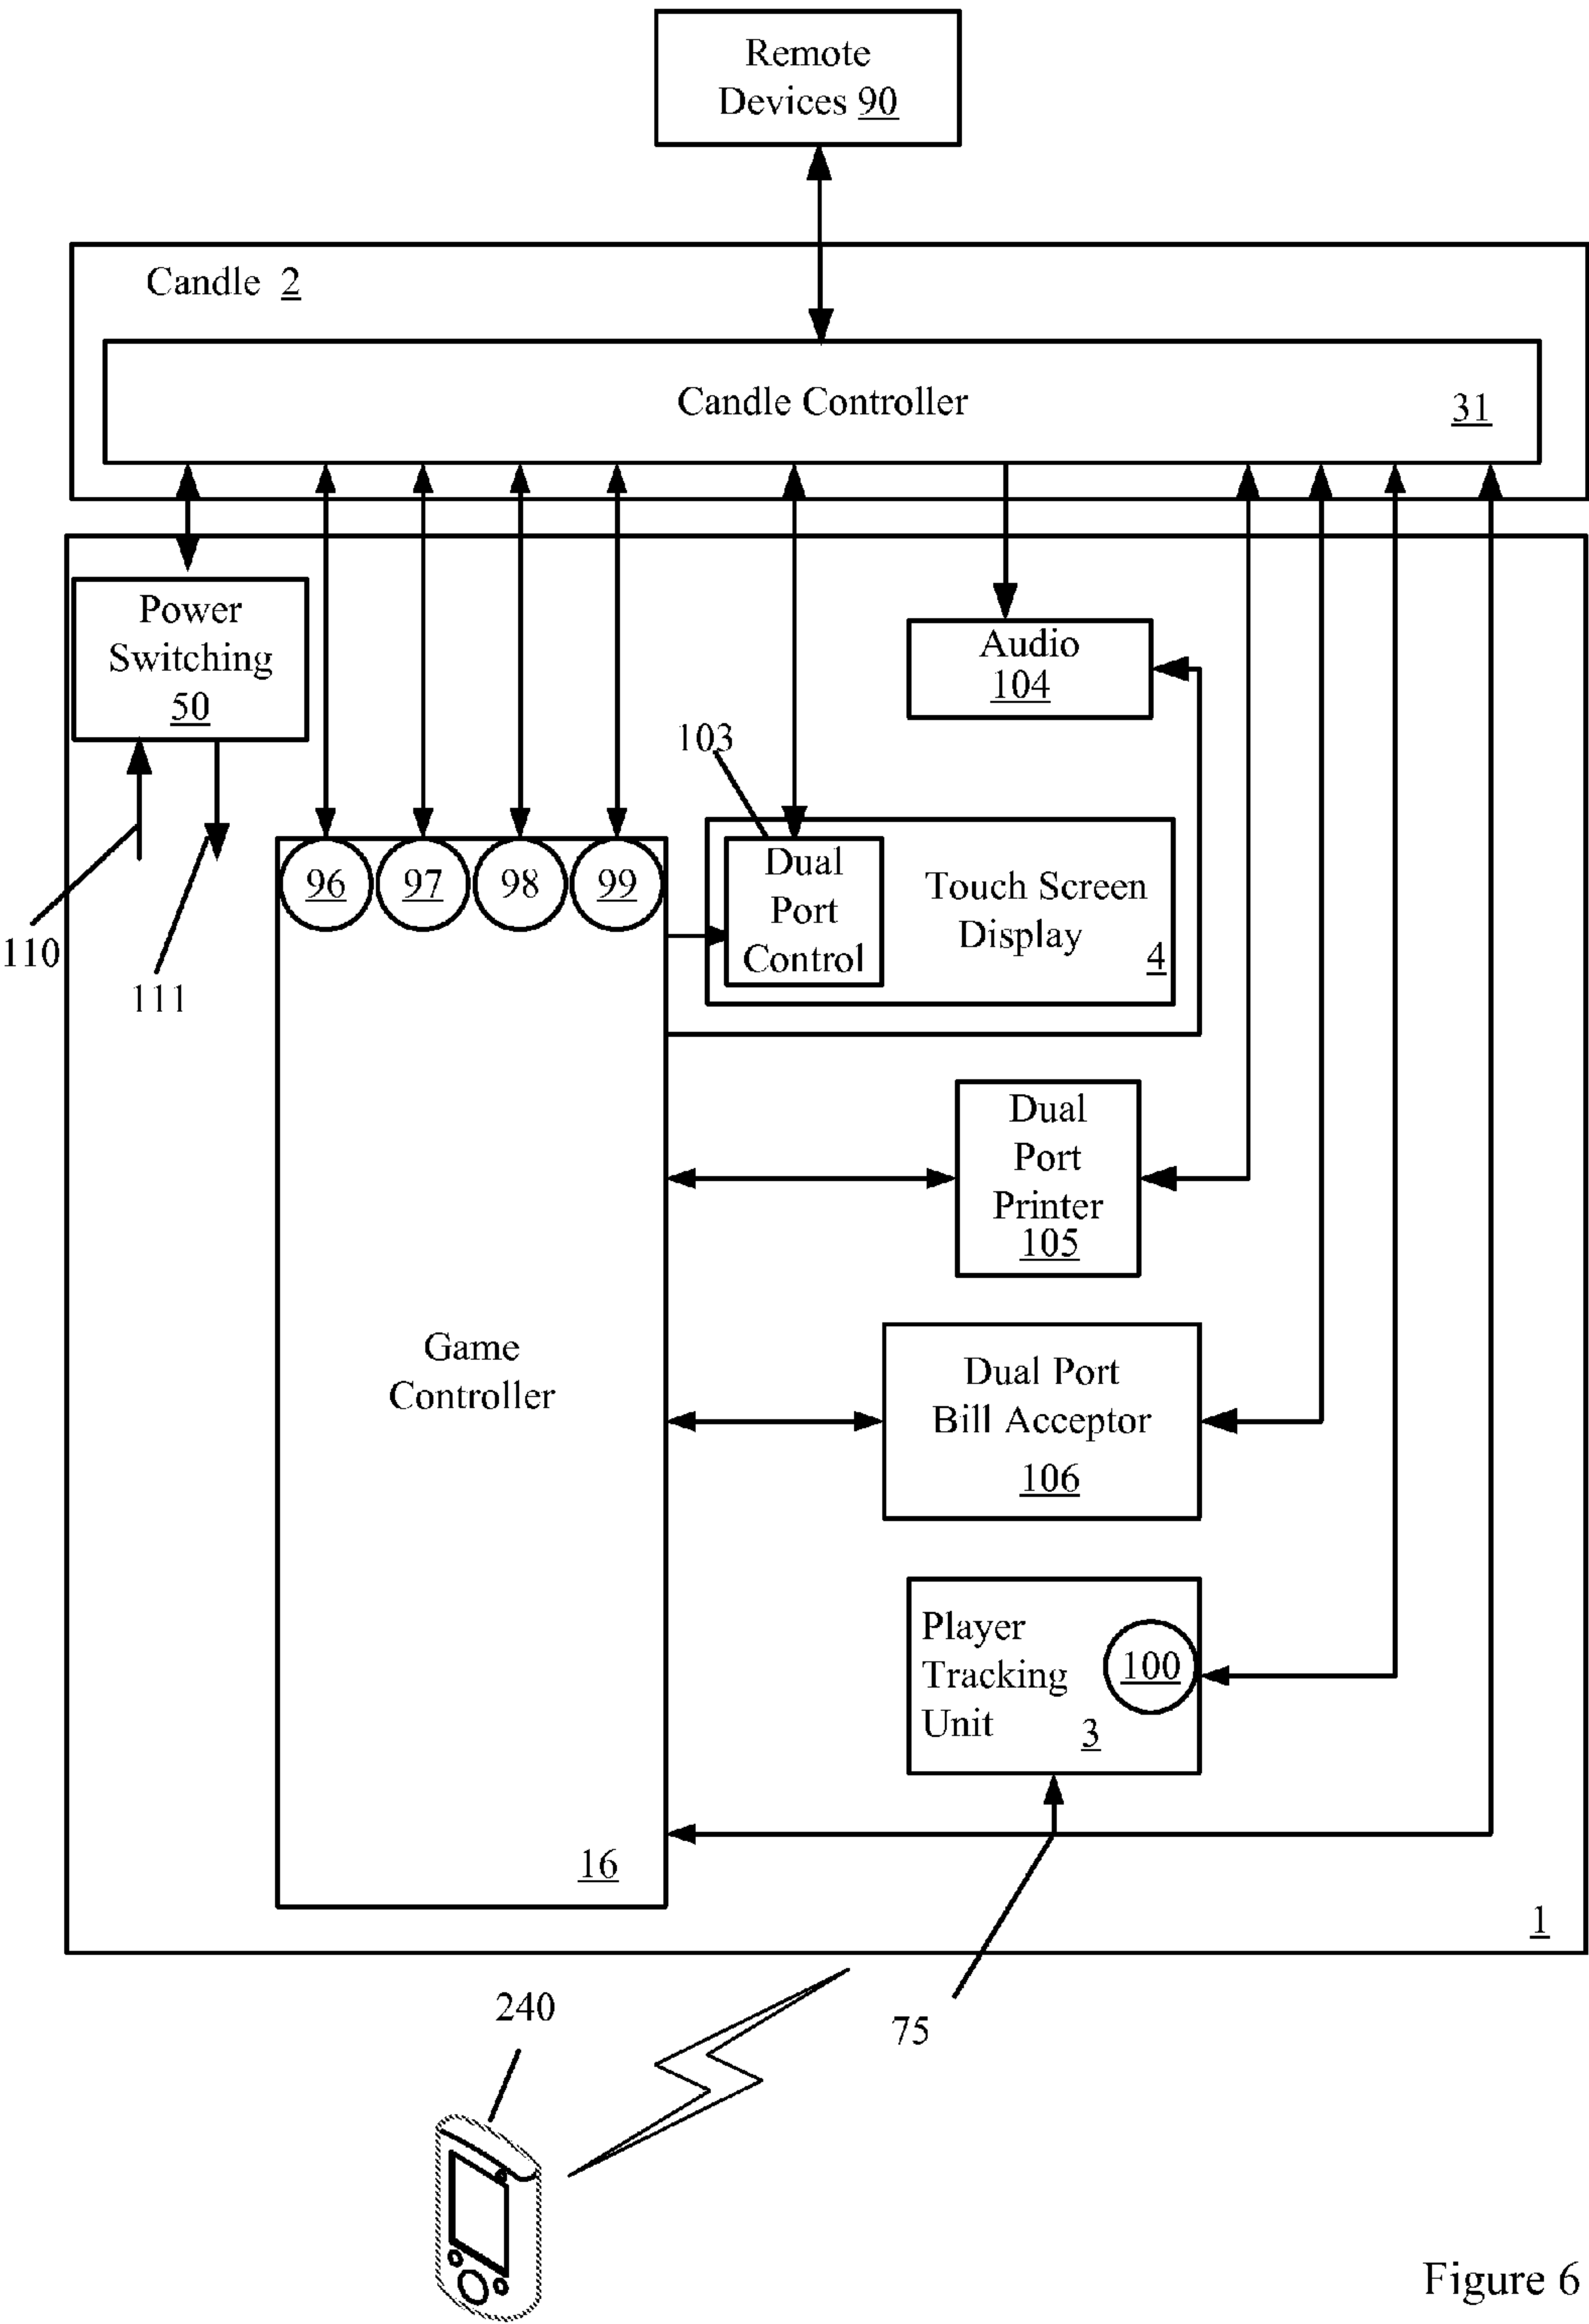 Remote
Devices 90
Candle 2
Candle Controller
31
Power
Switching
50
Audio
104
103
110
111
96
97
98
99
Dual
Port
Control
Touch Screen
Display
4
Dual
Port
Printer
105
Game
Controller
Dual Port
Bill Acceptor
106
Player
Tracking
Unit
100
3
16
1
240
75
Figure 6